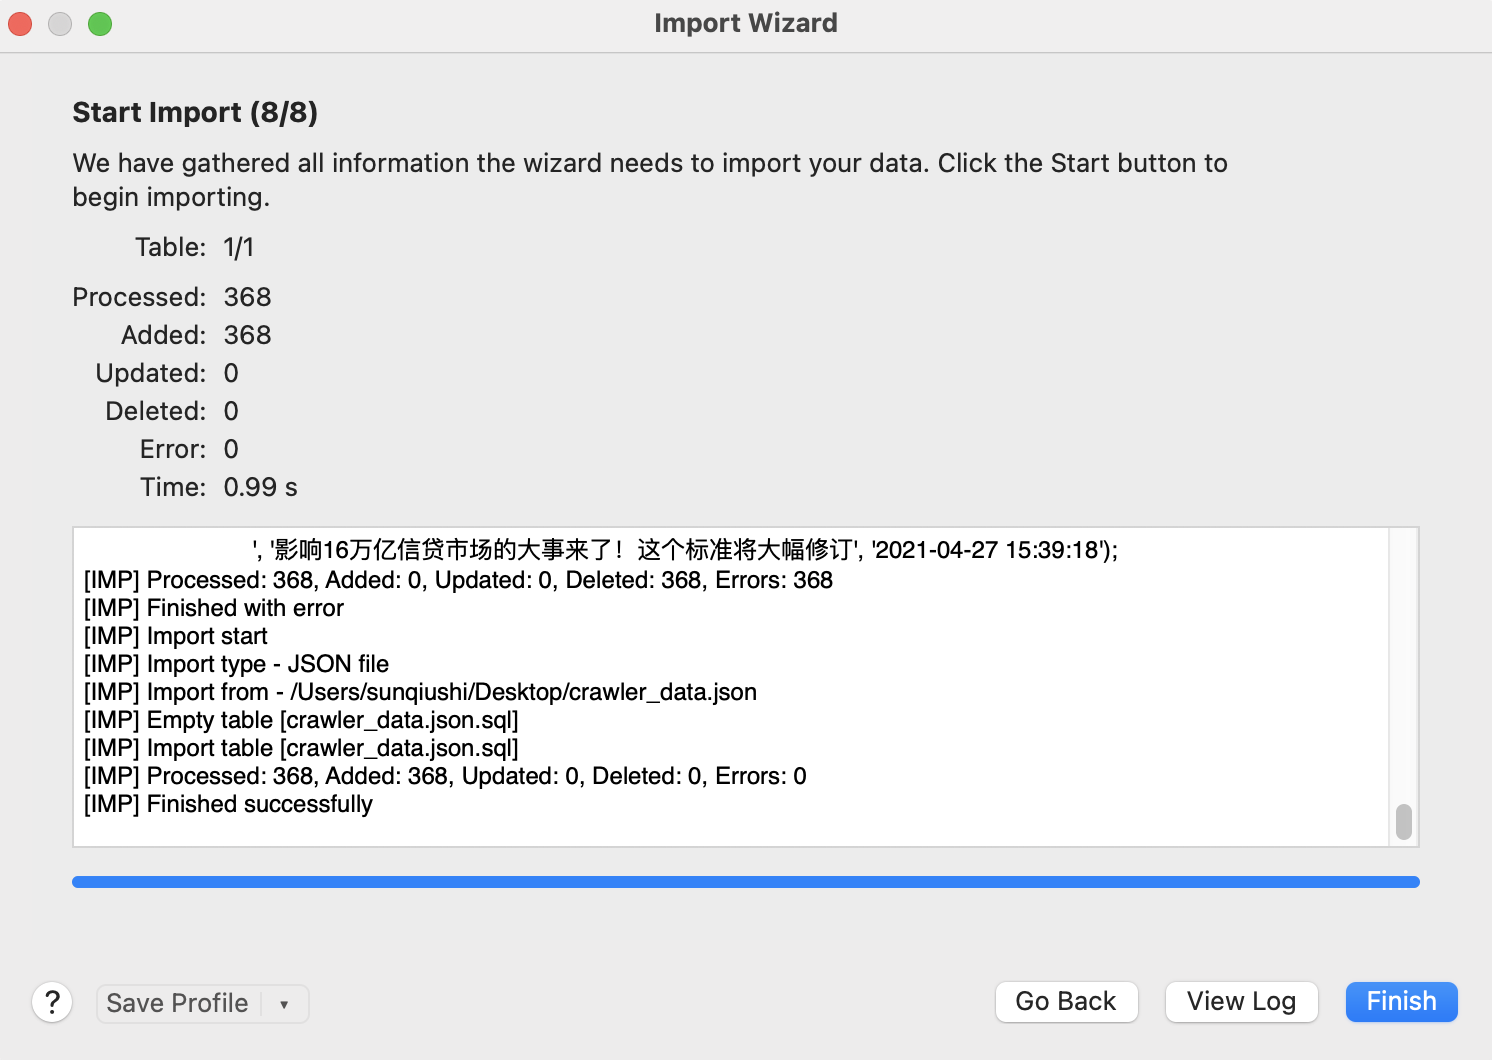 Import Wizard
Start Import (8/8)
We have gathered all information the wizard needs to import your data. Click the Start button to
begin importing.
Table: 1/1
Processed: 368
Added: 368
Updated: 0
Deleted: 0
Error: 0
Time: 0.99 s
', '影响16万亿信贷市场的大事来了！这个标准将大幅修订', '2021-04-27 15:39:18');
[IMP] Processed: 368, Added: 0, Updated: 0, Deleted: 368, Errors: 368
[IMP] Finished with error
[IMP] Import start
[IMP] Import type - JSON file
[IMP] Import from - /Users/sunqiushi/Desktop/crawler_data.json
[IMP] Empty table [crawler_data.json.sql]
[IMP] Import table [crawler_data.json.sql]
[IMP] Processed: 368, Added: 368, Updated: 0, Deleted: 0, Errors: 0
[IMP] Finished successfully
? Save Profile Go Back View Log Finish